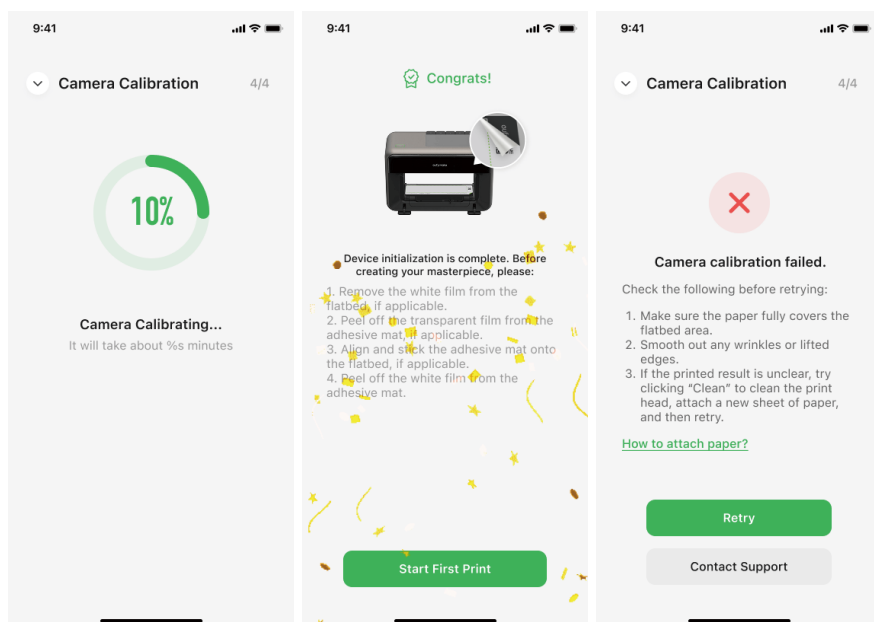 9:41
Camera Calibration
4/4
10%
Camera Calibrating...
It will take about %s minutes
9:41
Congrats!
Device initialization is complete. Before
creating your masterpiece, please:
1. Remove the white film from the
flatbed, if applicable.
2. Peel off the transparent film from the
adhesive mat, if applicable.
3. Align and stick the adhesive mat onto
the flatbed, if applicable.
4. Peel off the white film from the
adhesive mat.
Start First Print
9:41
Camera Calibration
4/4
Camera calibration failed.
Check the following before retrying:
1. Make sure the paper fully covers the
flatbed area.
2. Smooth out any wrinkles or lifted
edges.
3. If the printed result is unclear, try
clicking “Clean” to clean the print
head, attach a new sheet of paper,
and then retry.
How to attach paper?
Retry
Contact Support